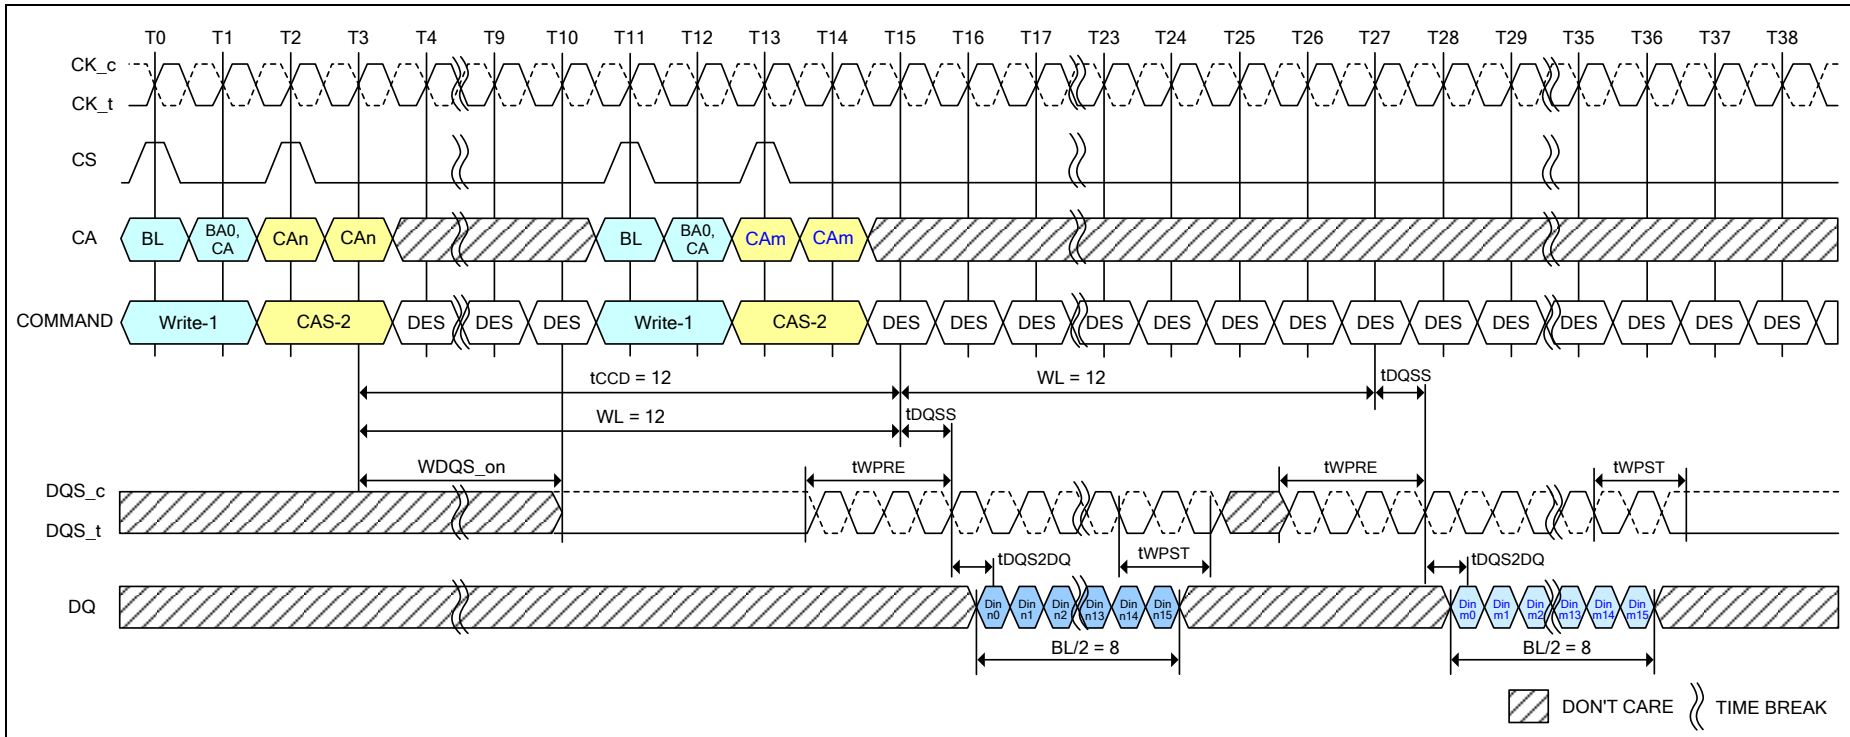 T0 T1 T2 T3 T4 T9 T10 T11 T12 T13 T14 T15 T16 T17 T23 T24 T25 T26 T27 T28 T29 T35 T36 T37 T38
CK_c
CK_t
CS
CA BL BA0, CA CAn CAn BL BA0, CA CAm CAm
COMMAND Write-1 CAS-2 DES DES DES Write-1 CAS-2 DES DES DES DES DES DES DES DES DES DES DES DES DES DES
tCCD = 12 WL = 12 tDQSS
WL = 12 tDQSS
WDQS_on tWPRE tWPRE tWPST
DQS_c
DQS_t
tDQS2DQ tWPST tDQS2DQ
DQ Din n0 Din n1 Din n2 Din n13 Din n14 Din n15 Din m0 Din m1 Din m2 Din m13 Din m14 Din m15
BL/2 = 8 BL/2 = 8
DON'T CARE TIME BREAK